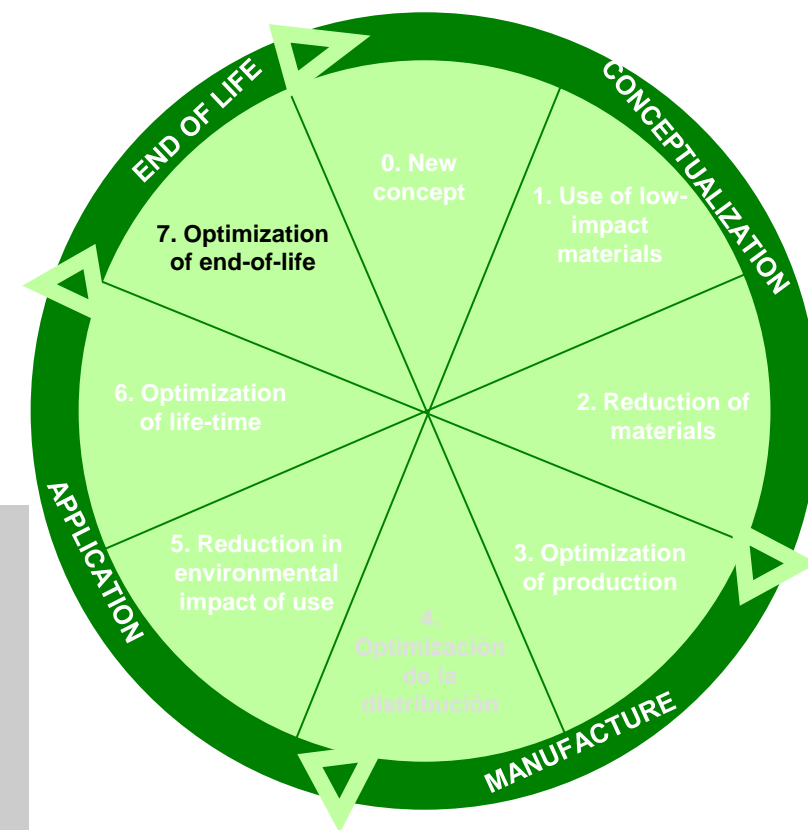 END OF LIFE
CONCEPTUALIZATION
0. New
concept
1. Use of low-
impact
materials
7. Optimization
of end-of-life
6. Optimization
of life-time
2. Reduction of
materials
5. Reduction in
environmental
impact of use
3. Optimization
of production
4.
Optimización
de la
distribución
APPLICATION
MANUFACTURE